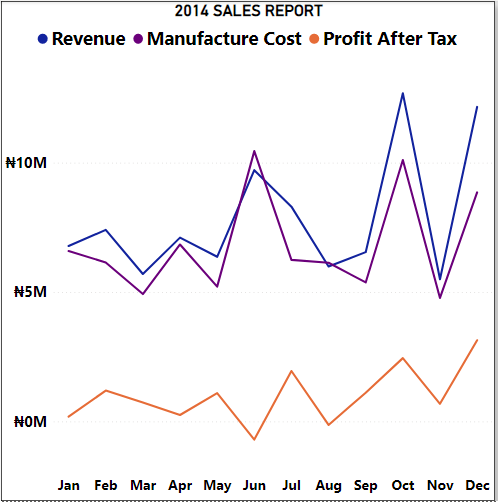 2014 SALES REPORT
Revenue Manufacture Cost Profit After Tax
₦10M
₦5M
₦0M
Jan Feb Mar Apr May Jun Jul Aug Sep Oct Nov Dec